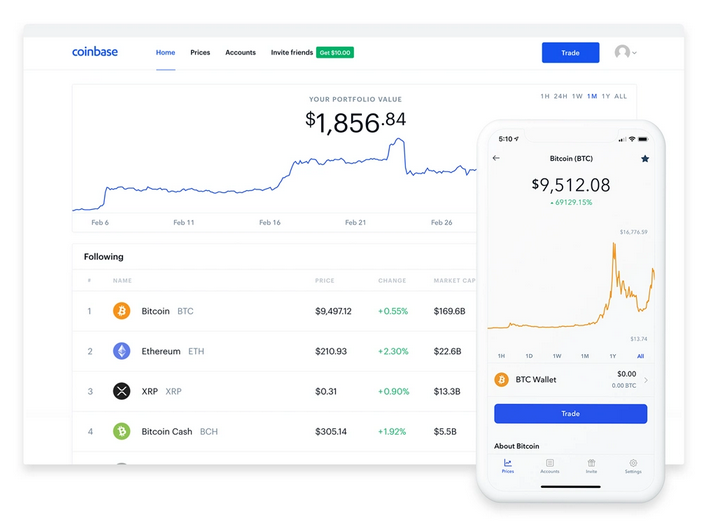 coinbase Home Prices Accounts Invite friends Get $10.00 Trade
YOUR PORTFOLIO VALUE
$1,856.84
1H 24H 1W 1M 1Y ALL
Feb 6 Feb 11 Feb 16 Feb 21 Feb 26
Following
# NAME PRICE CHANGE MARKET CAP
1 Bitcoin BTC $9,497.12 +0.55% $169.6B
2 Ethereum ETH $210.93 +2.30% $22.6B
3 XRP XRP $0.31 +0.90% $13.3B
4 Bitcoin Cash BCH $305.14 +1.92% $5.5B
5:10
Bitcoin (BTC)
$9,512.08
69129.15%
$16,776.59
$13.74
1H 1D 1W 1M 1Y All
BTC Wallet $0.00
0.00 BTC
Trade
About Bitcoin
Prices Accounts Invite Settings